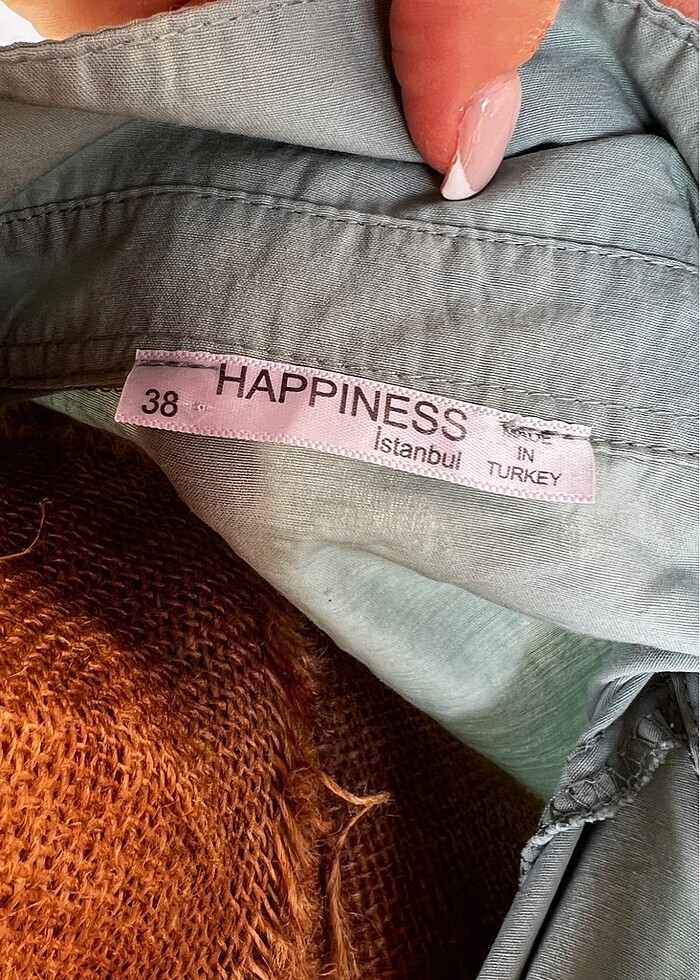 38
HAPPINESS
İstanbul
MADE
IN
TURKEY